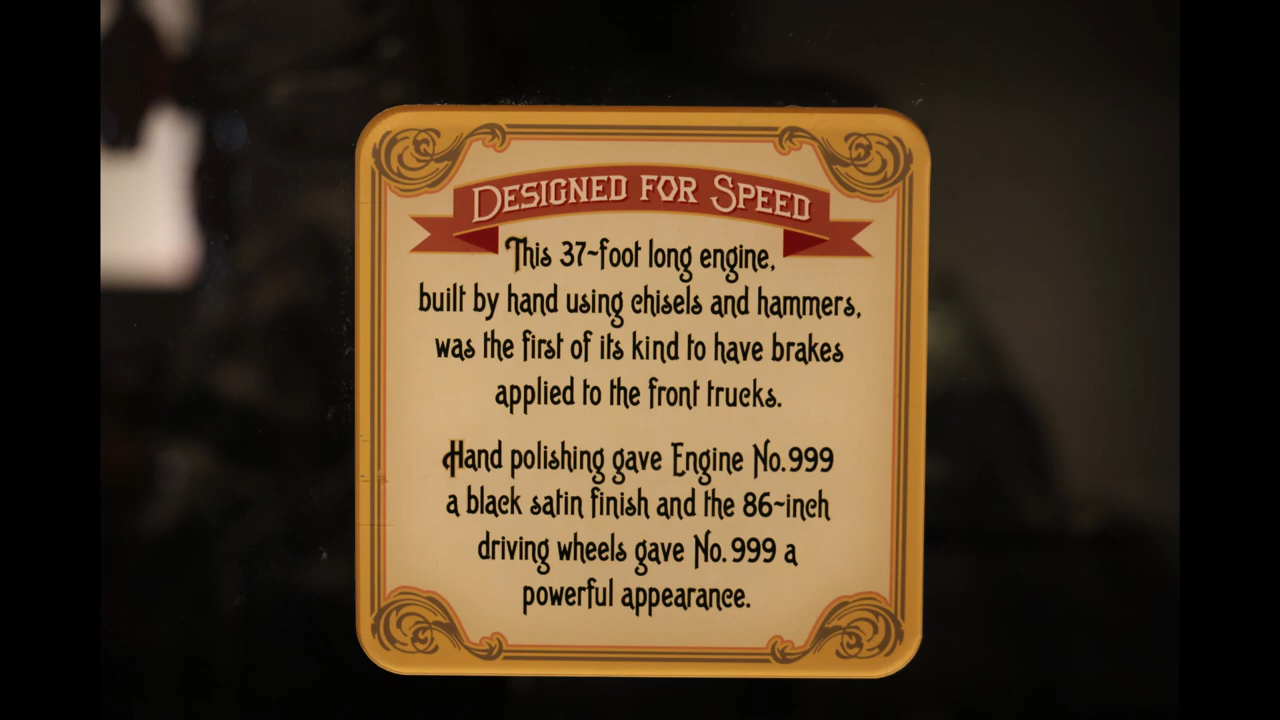 Designed for Speed
This 37~foot long engine,
built by hand using chisels and hammers,
was the first of its kind to have brakes
applied to the front trucks.
Hand polishing gave Engine No. 999
a black satin finish and the 86~inch
driving wheels gave No. 999 a
powerful appearance.